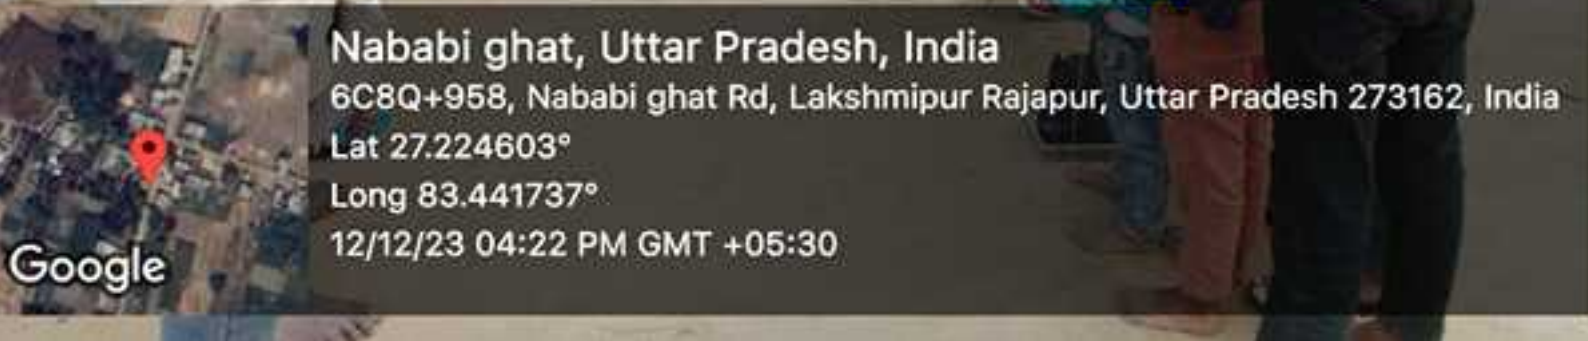 Nababi ghat, Uttar Pradesh, India
6C8Q+958, Nababi ghat Rd, Lakshmipur Rajapur, Uttar Pradesh 273162, India
Lat 27.224603°
Long 83.441737°
12/12/23 04:22 PM GMT +05:30
Google